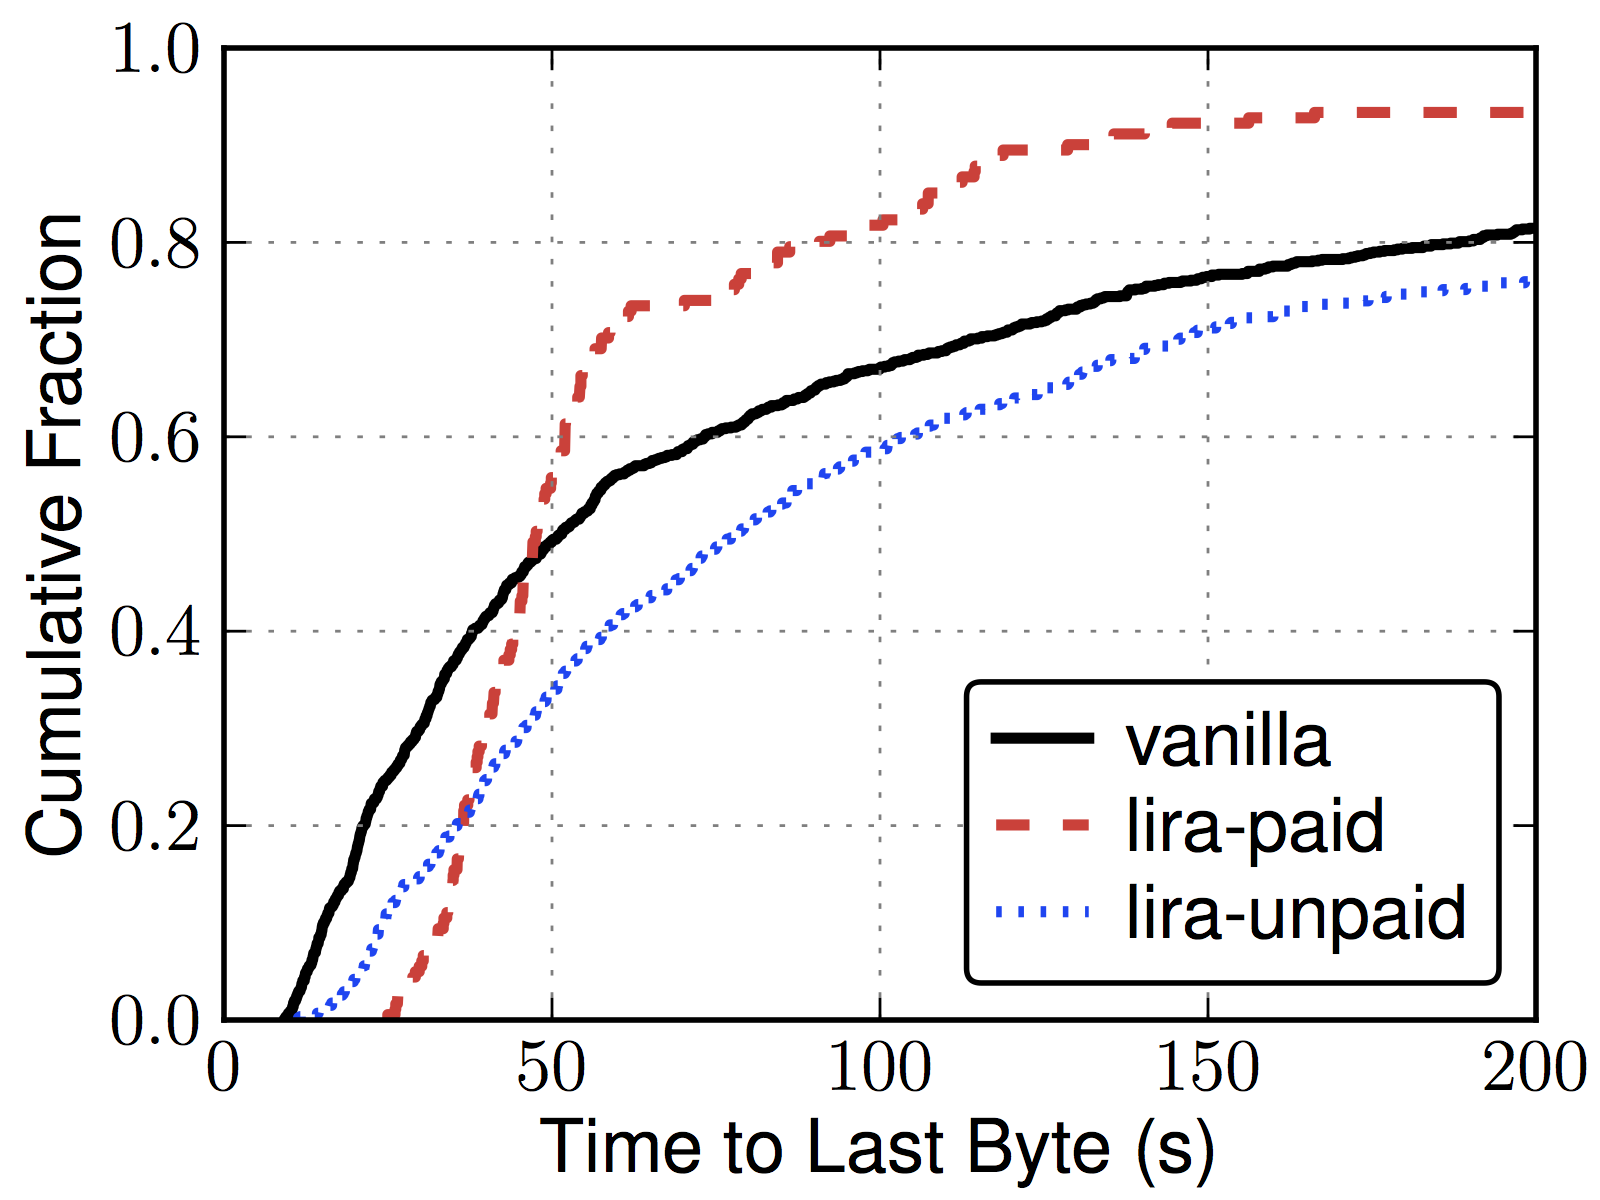 1.0
0.8
0.6
0.4
0.2
0.0
Cumulative Fraction
vanilla
lira-paid
lira-unpaid
0 50 100 150 200
Time to Last Byte (s)